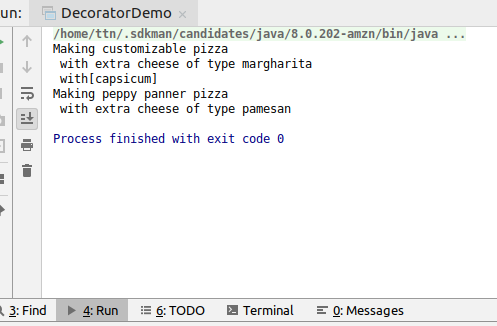 un: DecoratorDemo ×
/home/ttn/.sdkman/candidates/java/8.0.202-amzn/bin/java ...
Making customizable pizza
with extra cheese of type margharita
with[capsicum]
Making peppy panner pizza
with extra cheese of type pamesan
Process finished with exit code 0
3: Find 4: Run 6: TODO Terminal 0: Messages